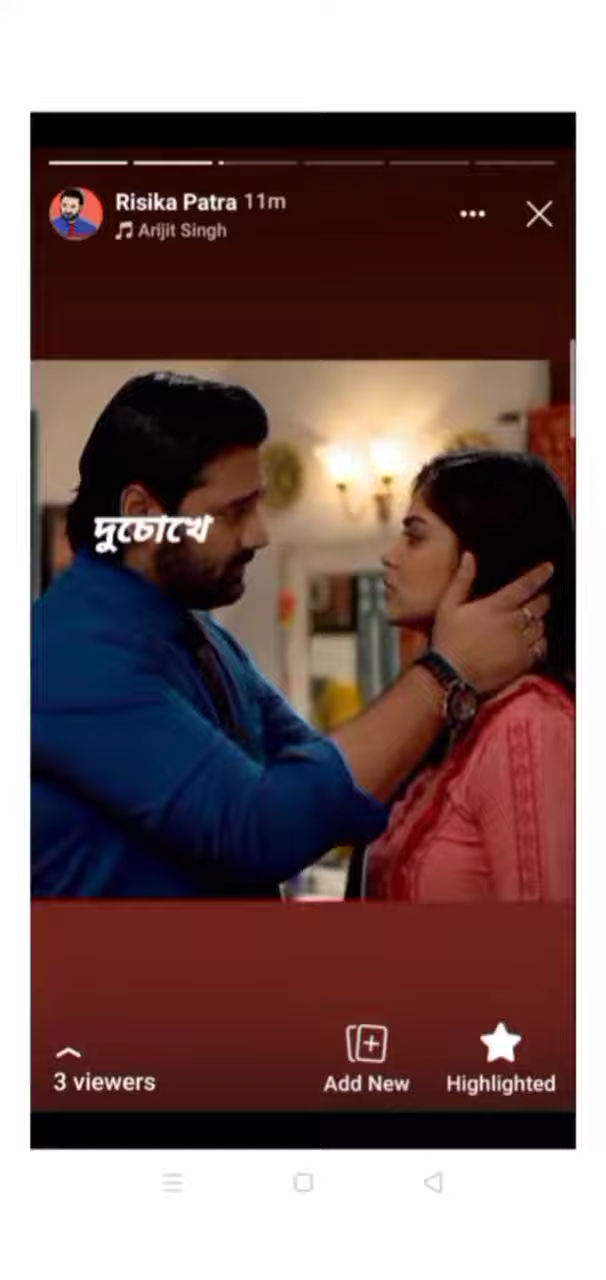 Risika Patra 11m
Arijit Singh
দুচোখে
3 viewers
Add New
Highlighted